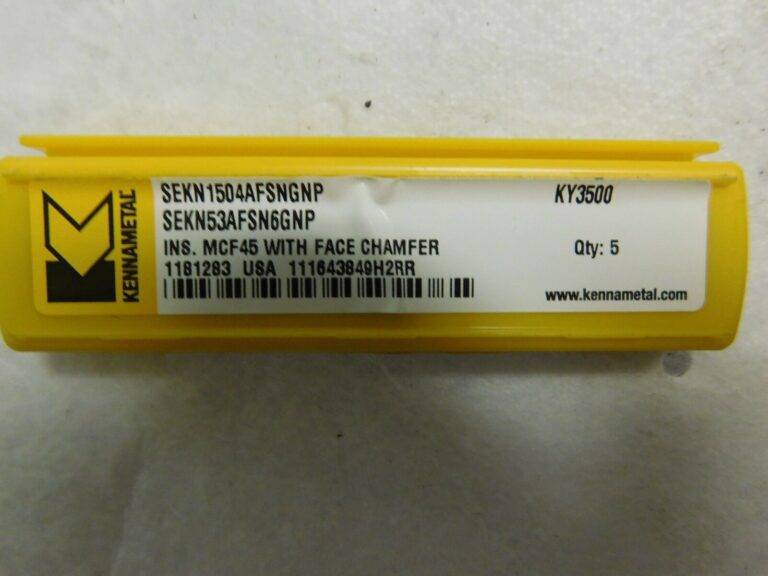 KENNAMETAL
SEKN1504AFSNGNP KY3500
SEKN53AFSN6GNP
INS. MCF45 WITH FACE CHAMFER Qty: 5
1181283 USA 111643849H2RR
www.kennametal.com